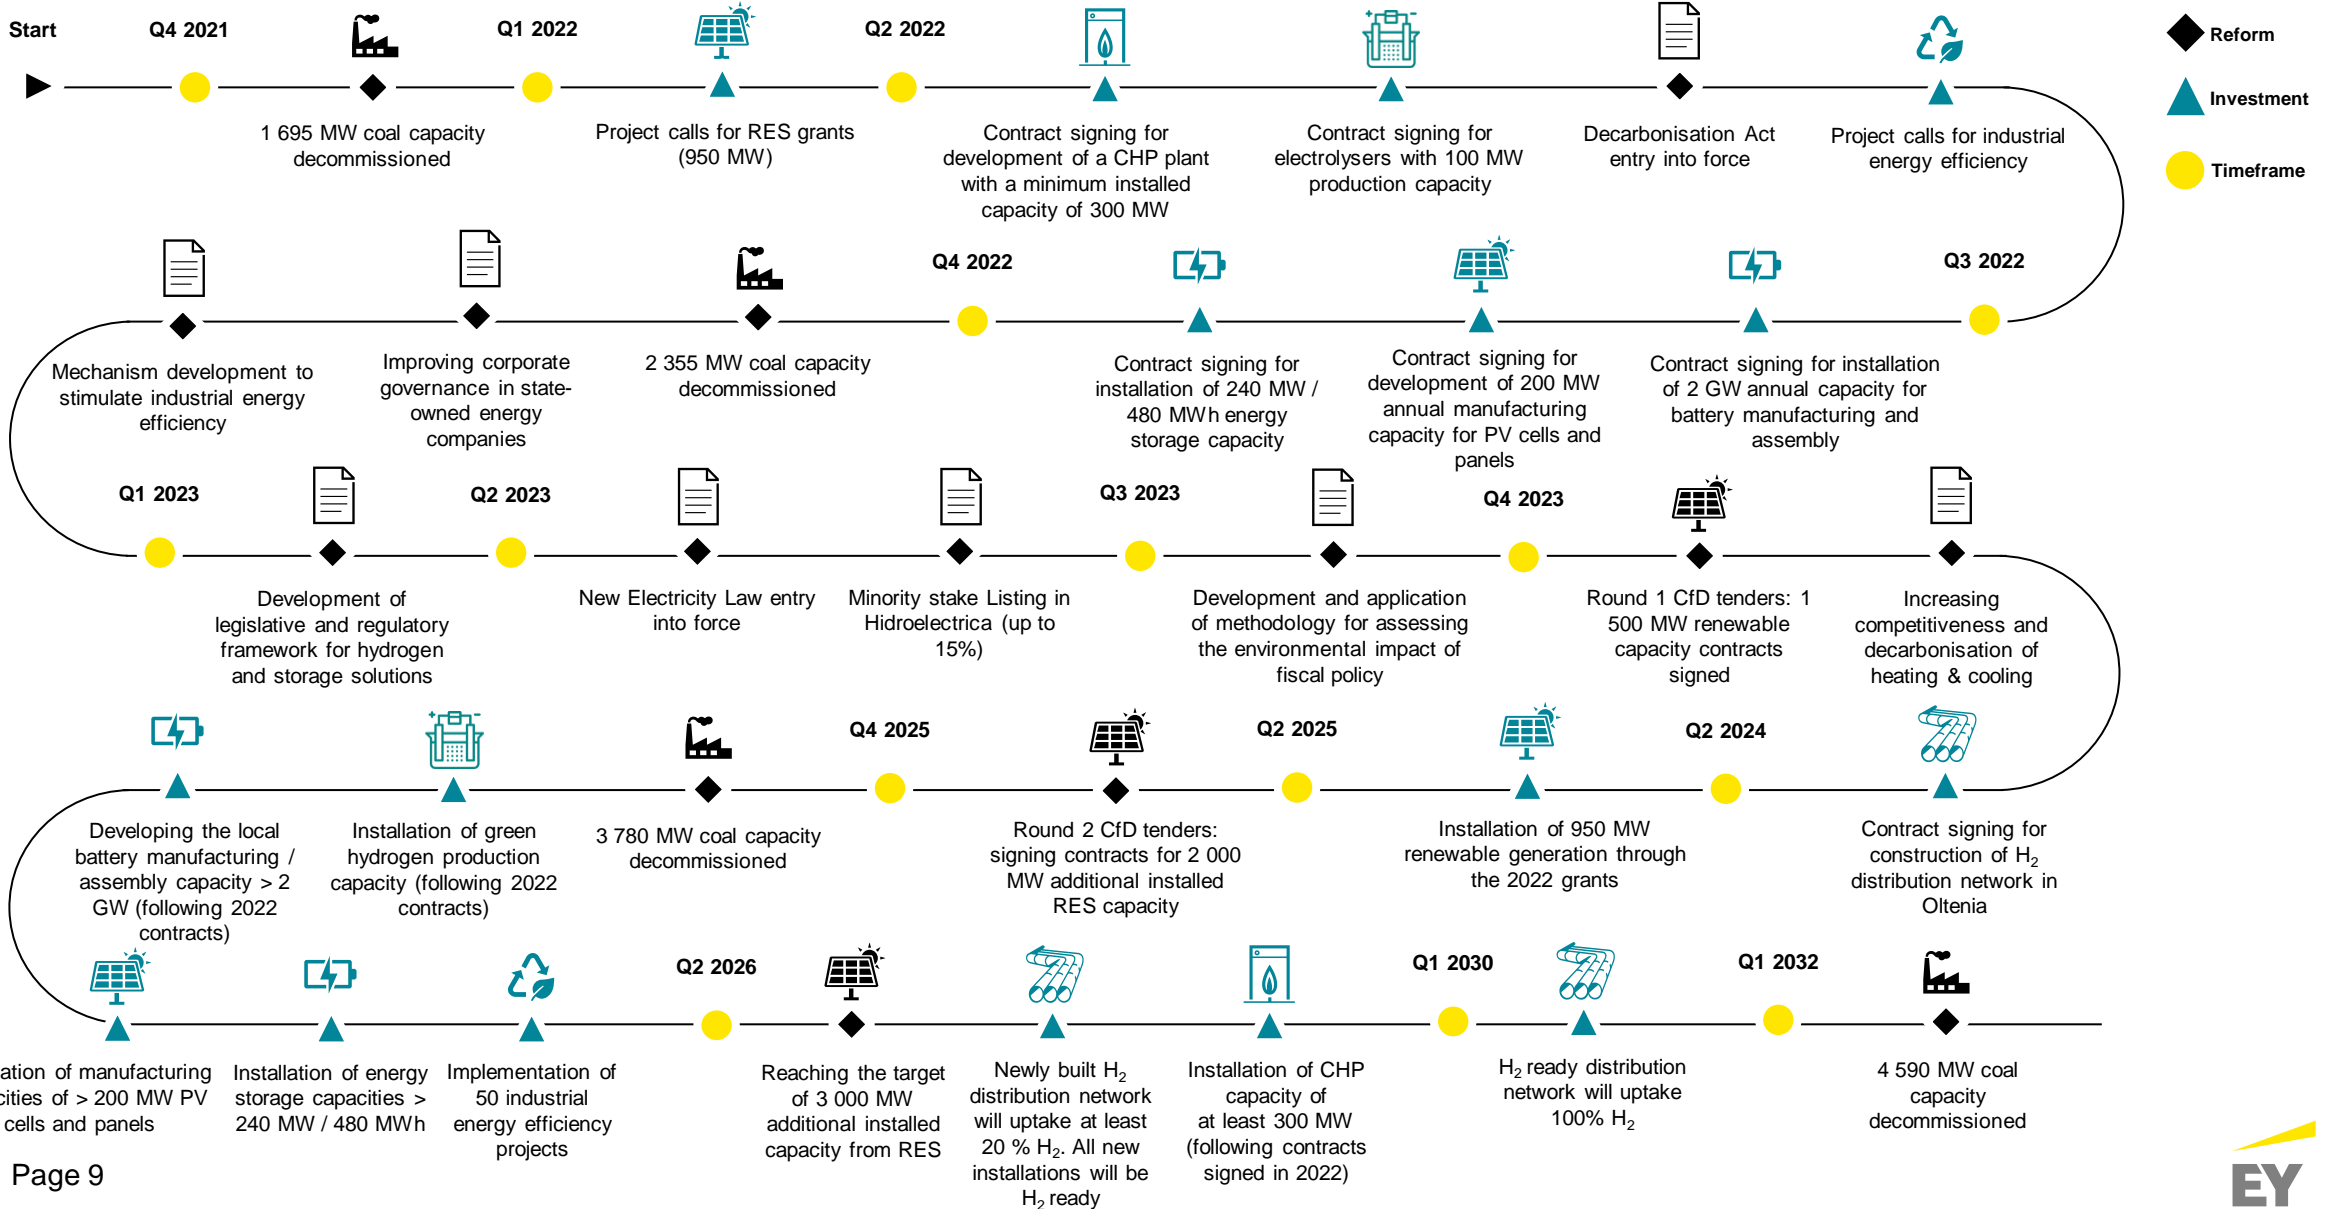 Start
Q4 2021
Q1 2022
Q2 2022
Reform
Investment
Timeframe
1 695 MW coal capacity
decommissioned
Project calls for RES grants
(950 MW)
Contract signing for
development of a CHP plant
with a minimum installed
capacity of 300 MW
Contract signing for
electrolysers with 100 MW
production capacity
Decarbonisation Act
entry into force
Project calls for industrial
energy efficiency
Q4 2022
Q3 2022
Mechanism development to
stimulate industrial energy
efficiency
Improving corporate
governance in state-
owned energy
companies
2 355 MW coal capacity
decommissioned
Contract signing for
installation of 240 MW /
480 MWh energy
storage capacity
Contract signing for
development of 200 MW
annual manufacturing
capacity for PV cells and
panels
Contract signing for installation
of 2 GW annual capacity for
battery manufacturing and
assembly
Q1 2023
Q2 2023
Q3 2023
Q4 2023
Development of
legislative and regulatory
framework for hydrogen
and storage solutions
New Electricity Law entry
into force
Minority stake Listing in
Hidroelectrica (up to
15%)
Development and application
of methodology for assessing
the environmental impact of
fiscal policy
Round 1 CfD tenders: 1
500 MW renewable
capacity contracts
signed
Increasing
competitiveness and
decarbonisation of
heating & cooling
Q4 2025
Q2 2025
Q2 2024
Developing the local
battery manufacturing /
assembly capacity > 2
GW (following 2022
contracts)
Installation of green
hydrogen production
capacity (following 2022
contracts)
3 780 MW coal capacity
decommissioned
Round 2 CfD tenders:
signing contracts for 2 000
MW additional installed
RES capacity
Installation of 950 MW
renewable generation through
the 2022 grants
Contract signing for
construction of H₂
distribution network in
Oltenia
Q2 2026
Q1 2030
Q1 2032
ation of manufacturing
cities of > 200 MW PV
cells and panels
Installation of energy
storage capacities >
240 MW / 480 MWh
Implementation of
50 industrial
energy efficiency
projects
Reaching the target
of 3 000 MW
additional installed
capacity from RES
Newly built H₂
distribution network
will uptake at least
20 % H₂. All new
installations will be
H₂ ready
Installation of CHP
capacity of
at least 300 MW
(following contracts
signed in 2022)
H₂ ready distribution
network will uptake
100% H₂
4 590 MW coal
capacity
decommissioned
Page 9
EY